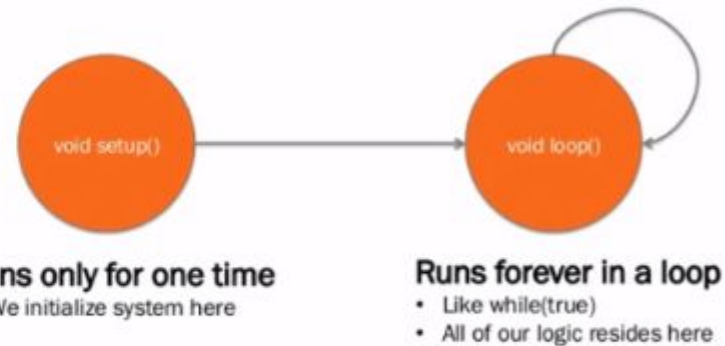 void setup()
void loop()
ns only for one time
We initialize system here
Runs forever in a loop
• Like while(true)
• All of our logic resides here